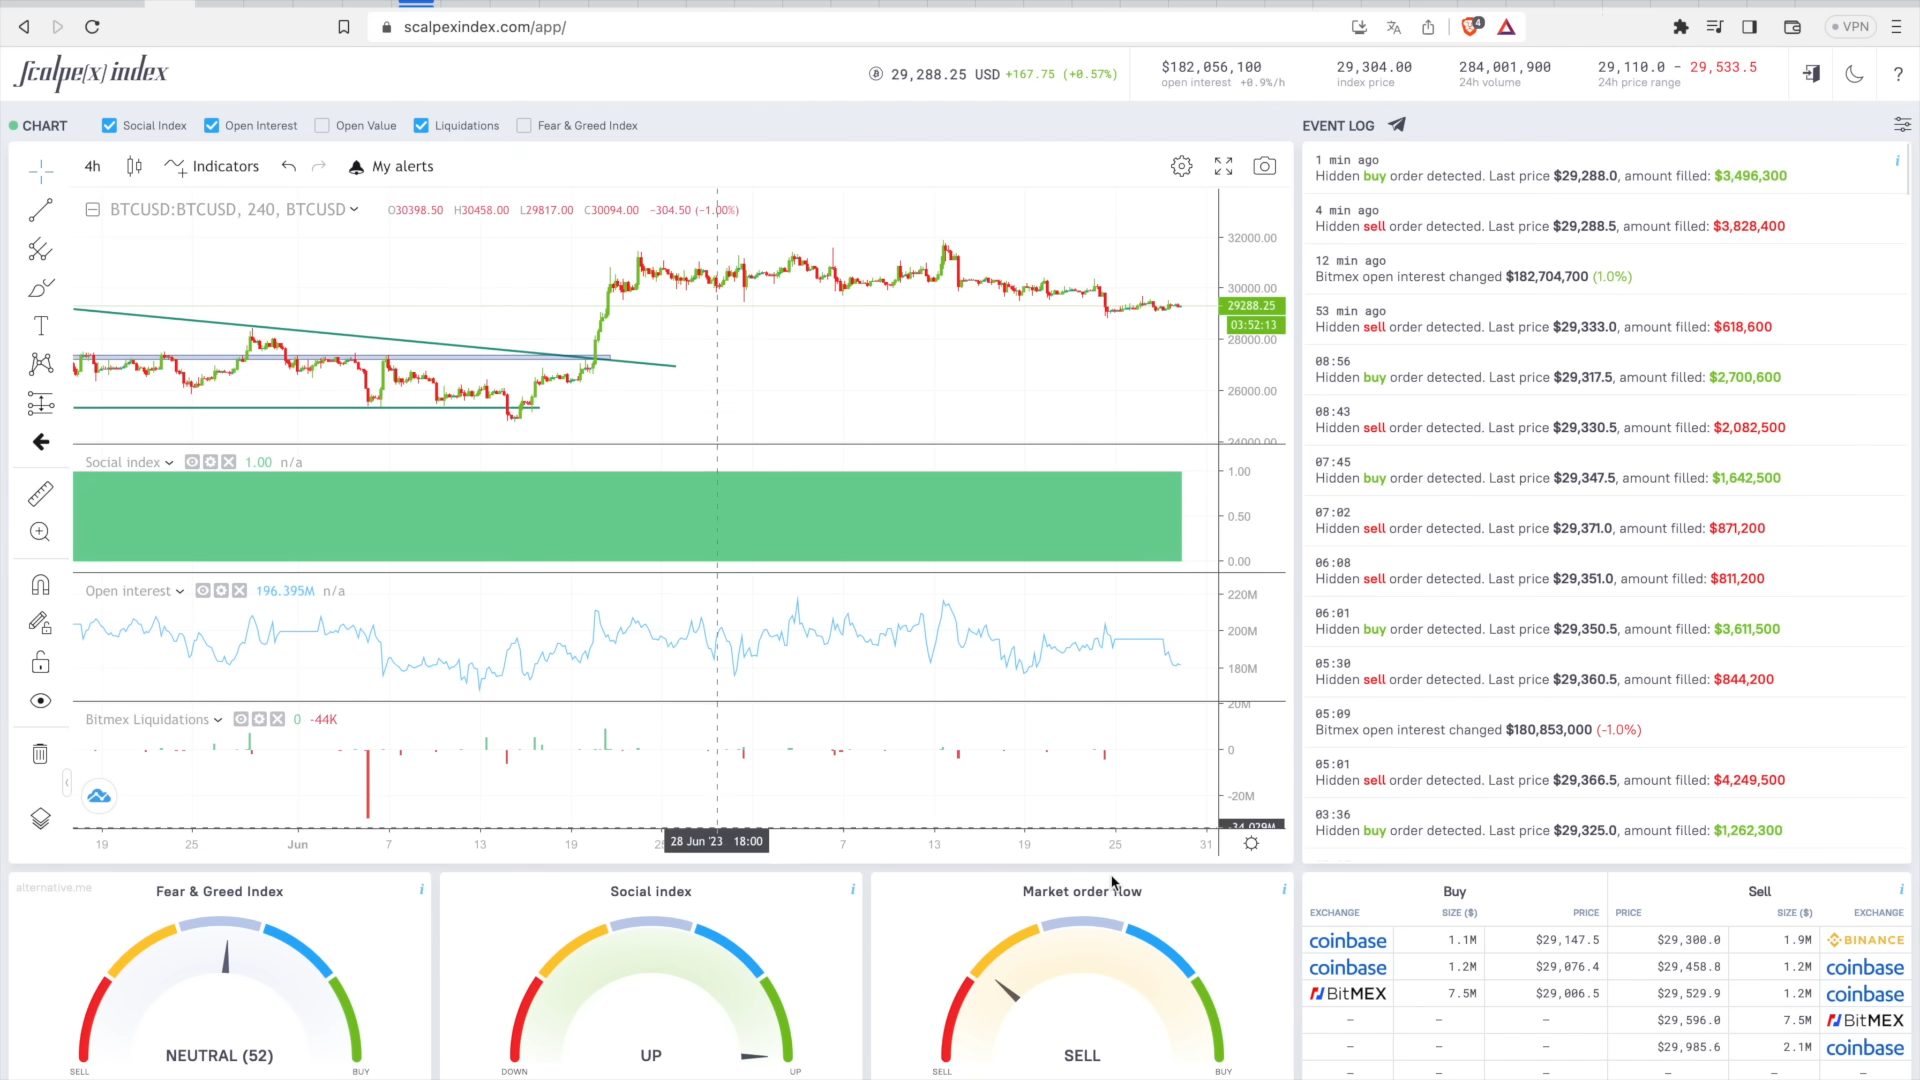 scalpexindex.com/app/
4
VPN
Scalpe(x) index
29,288.25 USD +167.75 (+0.57%)
$182,056,100
open interest +0.9%/h
29,304.00
index price
284,001,900
24h volume
29,110.0 - 29,533.5
24h price range
?
CHART
Social Index
Open Interest
Open Value
Liquidations
Fear & Greed Index
4h
Indicators
My alerts
BTCUSD:BTCUSD, 240, BTCUSD
O30398.50 H30458.00 L29817.00 C30094.00 −304.50 (−1.00%)
32000.00
30000.00
29288.25
03:52:13
28000.00
26000.00
24000.00
Social index
1.00 n/a
1.00
0.50
0.00
Open interest
196.395M n/a
220M
200M
180M
Bitmex Liquidations
0 -44K
20M
0
-20M
-34.029M
19 25 Jun 7 13 19 28 Jun '23 18:00 7 13 19 25 31
EVENT LOG
1 min ago
Hidden buy order detected. Last price $29,288.0, amount filled: $3,496,300
4 min ago
Hidden sell order detected. Last price $29,288.5, amount filled: $3,828,400
12 min ago
Bitmex open interest changed $182,704,700 (1.0%)
53 min ago
Hidden sell order detected. Last price $29,333.0, amount filled: $618,600
08:56
Hidden buy order detected. Last price $29,317.5, amount filled: $2,700,600
08:43
Hidden sell order detected. Last price $29,330.5, amount filled: $2,082,500
07:45
Hidden buy order detected. Last price $29,347.5, amount filled: $1,642,500
07:02
Hidden sell order detected. Last price $29,371.0, amount filled: $871,200
06:08
Hidden sell order detected. Last price $29,351.0, amount filled: $811,200
06:01
Hidden buy order detected. Last price $29,350.5, amount filled: $3,611,500
05:30
Hidden sell order detected. Last price $29,360.5, amount filled: $844,200
05:09
Bitmex open interest changed $180,853,000 (-1.0%)
05:01
Hidden sell order detected. Last price $29,366.5, amount filled: $4,249,500
03:36
Hidden buy order detected. Last price $29,325.0, amount filled: $1,262,300
alternative.me
Fear & Greed Index
i
NEUTRAL (52)
SELL BUY
Social index
i
UP
DOWN UP
Market order flow
i
SELL
SELL BUY
Buy Sell
EXCHANGE SIZE ($) PRICE PRICE SIZE ($) EXCHANGE
coinbase 1.1M $29,147.5 $29,300.0 1.9M BINANCE
coinbase 1.2M $29,076.4 $29,458.8 1.2M coinbase
BitMEX 7.5M $29,006.5 $29,529.9 1.2M coinbase
– – – $29,596.0 7.5M BitMEX
– – – $29,985.6 2.1M coinbase
– – – – – –